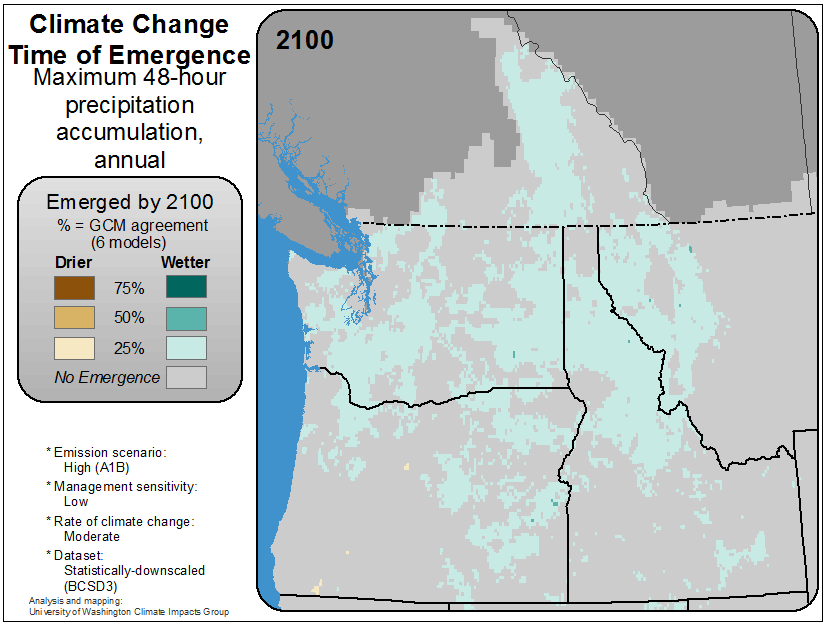 Climate Change
Time of Emergence
Maximum 48-hour
precipitation
accumulation,
annual
2100
Emerged by 2100
% = GCM agreement
(6 models)
Drier Wetter
75%
50%
25%
No Emergence
* Emission scenario:
High (A1B)
* Management sensitivity:
Low
* Rate of climate change:
Moderate
* Dataset:
Statistically-downscaled
(BCSD3)
Analysis and mapping:
University of Washington Climate Impacts Group